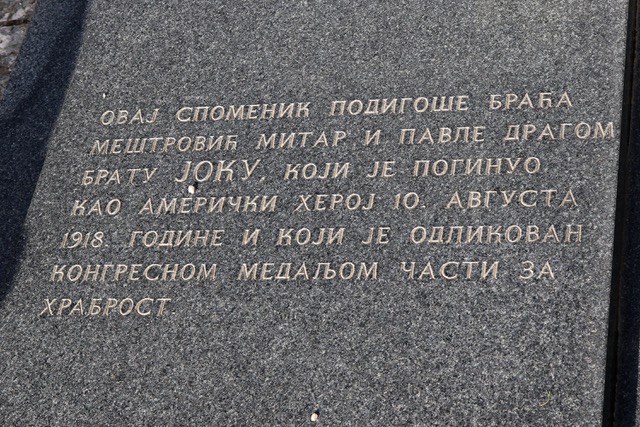 ОВАЈ СПОМЕНИК ПОДИГОШЕ БРАЋА
МЕШТРОВИЋ МИТАР И ПАВЛЕ ДРАГОМ
БРАТУ ЈОКУ, КОЈИ ЈЕ ПОГИНУО
КАО АМЕРИЧКИ ХЕРОЈ 10. АВГУСТА
1918. ГОДИНЕ И КОЈИ ЈЕ ОДЛИКОВАН
КОНГРЕСНОМ МЕДАЉОМ ЧАСТИ ЗА
ХРАБРОСТ.